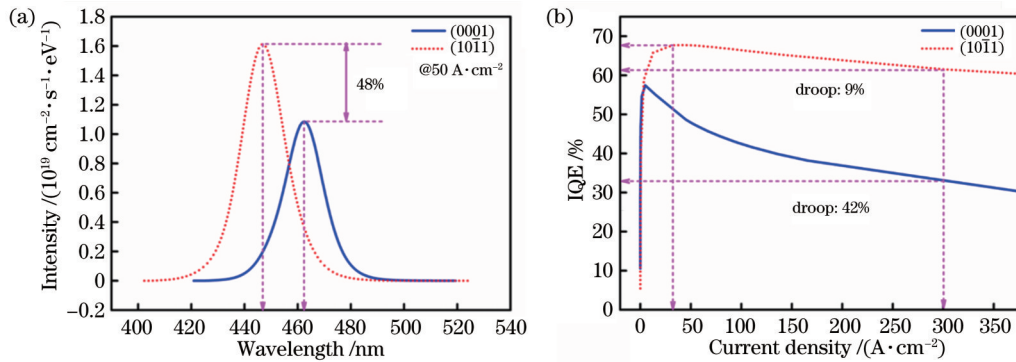 (a)
Intensity /(10¹⁹ cm⁻²·s⁻¹·eV⁻¹)
1.8
1.6
1.4
1.2
1.0
0.8
0.6
0.4
0.2
0
−0.2
(0001)
(101̅1)
@50 A·cm⁻²
48%
400 420 440 460 480 500 520 540
Wavelength /nm
(b)
IQE /%
70
60
50
40
30
20
10
0
(0001)
(101̅1)
droop: 9%
droop: 42%
0 50 100 150 200 250 300 350
Current density /(A·cm⁻²)